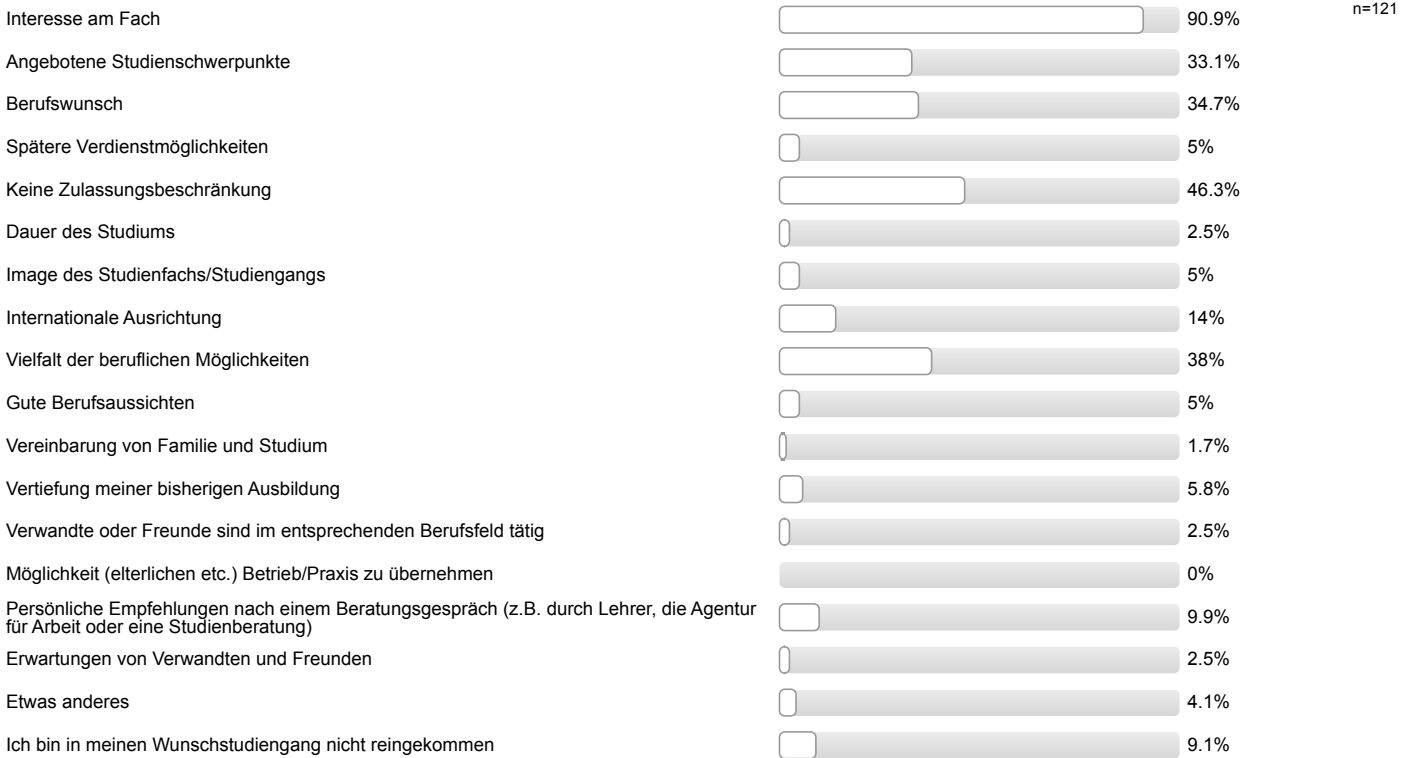 Interesse am Fach 90.9% n=121
Angebotene Studienschwerpunkte 33.1%
Berufswunsch 34.7%
Spätere Verdienstmöglichkeiten 5%
Keine Zulassungsbeschränkung 46.3%
Dauer des Studiums 2.5%
Image des Studienfachs/Studiengangs 5%
Internationale Ausrichtung 14%
Vielfalt der beruflichen Möglichkeiten 38%
Gute Berufsaussichten 5%
Vereinbarung von Familie und Studium 1.7%
Vertiefung meiner bisherigen Ausbildung 5.8%
Verwandte oder Freunde sind im entsprechenden Berufsfeld tätig 2.5%
Möglichkeit (elterlichen etc.) Betrieb/Praxis zu übernehmen 0%
Persönliche Empfehlungen nach einem Beratungsgespräch (z.B. durch Lehrer, die Agentur
für Arbeit oder eine Studienberatung) 9.9%
Erwartungen von Verwandten und Freunden 2.5%
Etwas anderes 4.1%
Ich bin in meinen Wunschstudiengang nicht reingekommen 9.1%